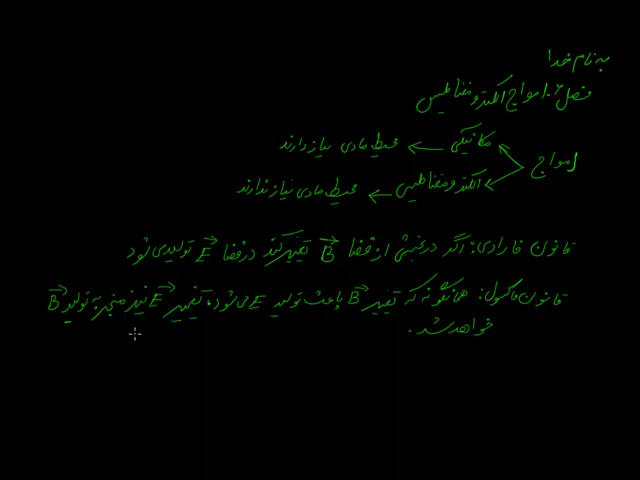 به نام خدا
فصل ۶: امواج الکترومغناطیس
امواج
مکانیکی ← محیط مادی نیاز دارند
الکترومغناطیس ← محیط مادی نیاز ندارند
قانون فارادی: اگر در بخشی از فضا B⃗ تغییر کند در فضا E⃗ تولید می شود
قانون ماکسول: همانگونه که تغییر B⃗ باعث تولید E می شود، تغییر E⃗ نیز منجر به تولید B⃗
خواهد شد.